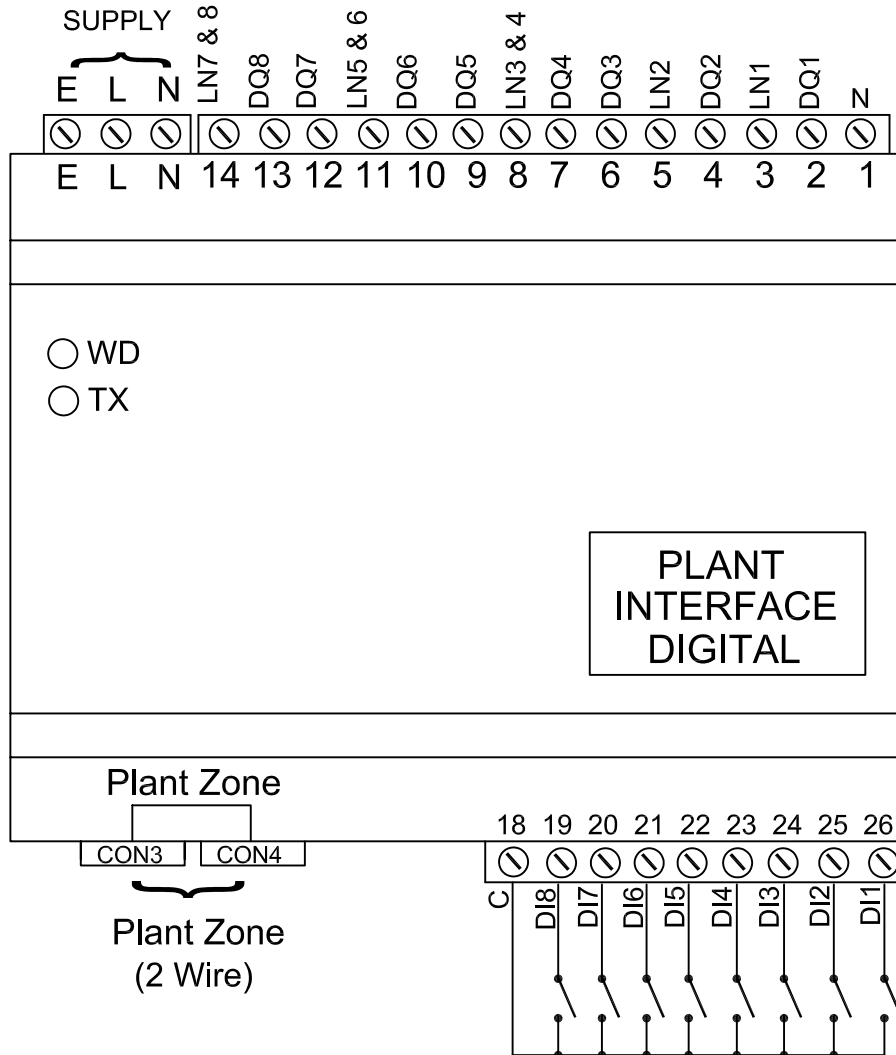 SUPPLY
E L N LN7 & 8 DQ8 DQ7 LN5 & 6 DQ6 DQ5 LN3 & 4 DQ4 DQ3 LN2 DQ2 LN1 DQ1 N
E L N 14 13 12 11 10 9 8 7 6 5 4 3 2 1
WD
TX
PLANT
INTERFACE
DIGITAL
Plant Zone
18 19 20 21 22 23 24 25 26
CON3 CON4
C DI8 DI7 DI6 DI5 DI4 DI3 DI2 DI1
Plant Zone
(2 Wire)